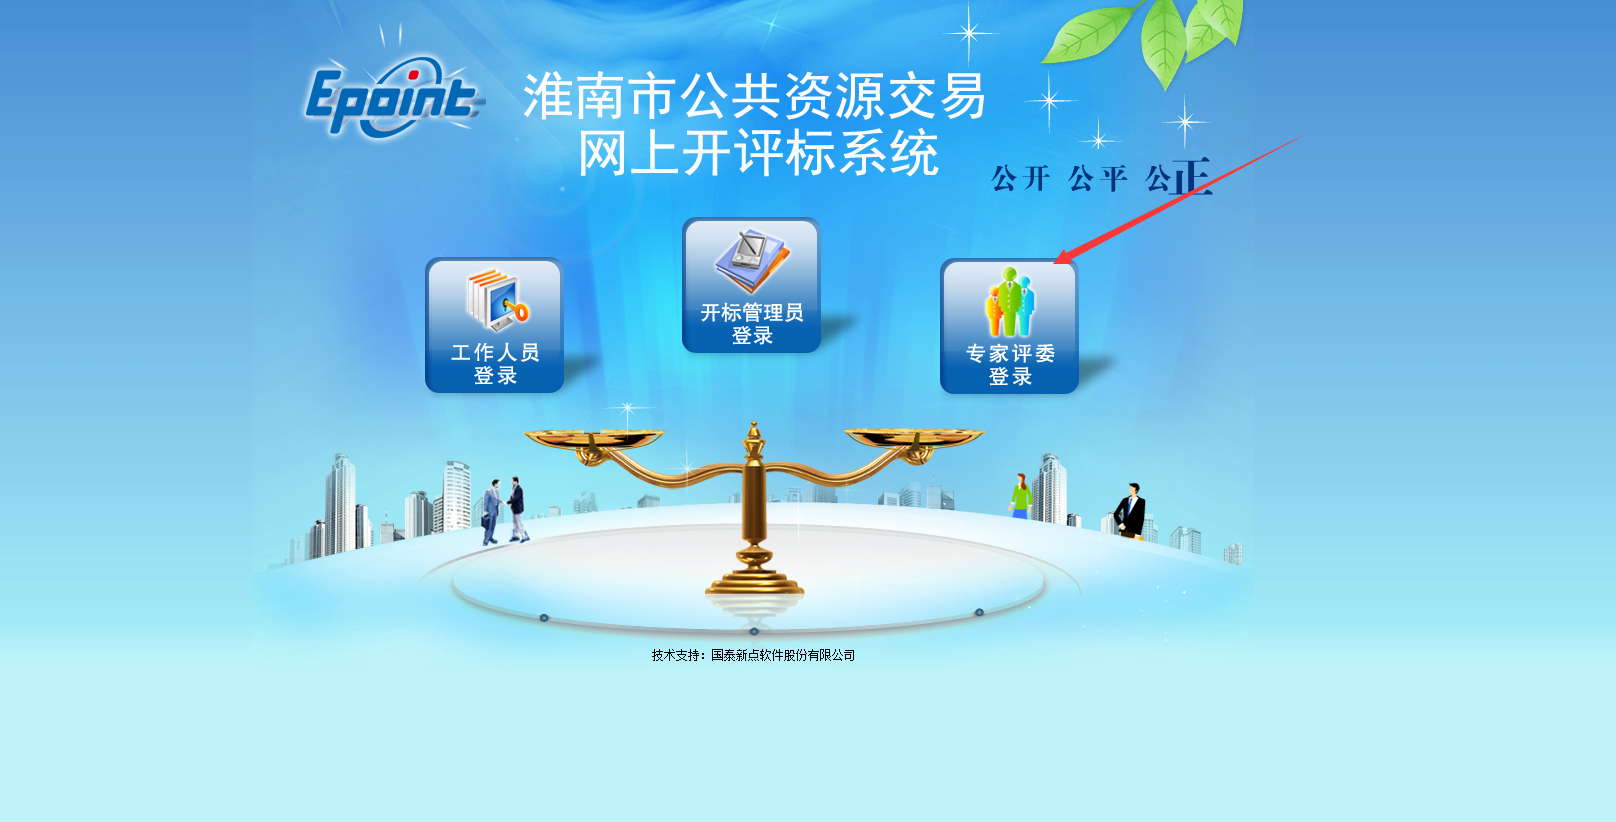 Epoint
淮南市公共资源交易
网上开评标系统
公开 公平 公正
开标管理员
登录
工作人员
登录
专家评委
登录
技术支持：国泰新点软件股份有限公司